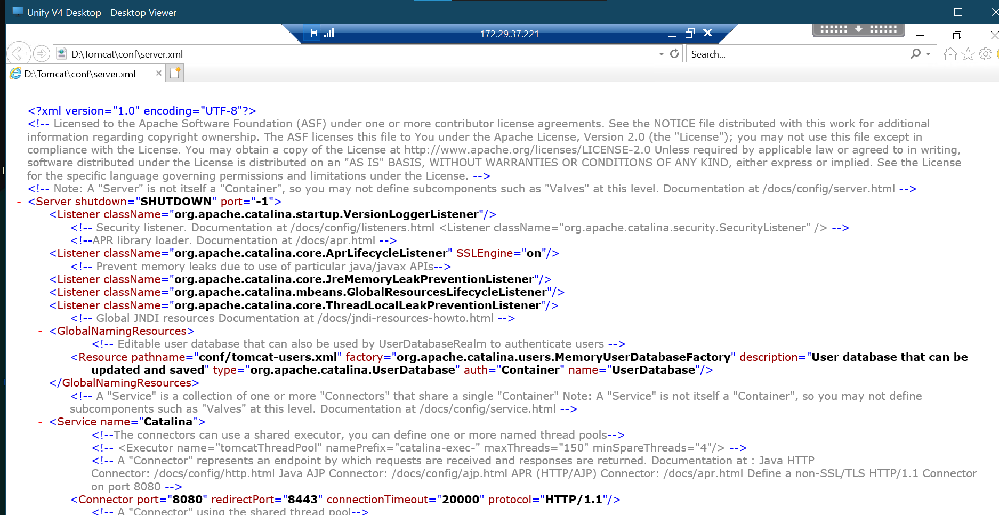 Unify V4 Desktop - Desktop Viewer
172.29.37.221
D:\Tomcat\conf\server.xml
Search...
D:\Tomcat\conf\server.xml
<?xml version="1.0" encoding="UTF-8"?>
<!-- Licensed to the Apache Software Foundation (ASF) under one or more contributor license agreements. See the NOTICE file distributed with this work for additional
information regarding copyright ownership. The ASF licenses this file to You under the Apache License, Version 2.0 (the "License"); you may not use this file except in
compliance with the License. You may obtain a copy of the License at http://www.apache.org/licenses/LICENSE-2.0 Unless required by applicable law or agreed to in writing,
software distributed under the License is distributed on an "AS IS" BASIS, WITHOUT WARRANTIES OR CONDITIONS OF ANY KIND, either express or implied. See the License
for the specific language governing permissions and limitations under the License. -->
<!-- Note: A "Server" is not itself a "Container", so you may not define subcomponents such as "Valves" at this level. Documentation at /docs/config/server.html -->
- <Server shutdown="SHUTDOWN" port="-1">
<Listener className="org.apache.catalina.startup.VersionLoggerListener"/>
<!-- Security listener. Documentation at /docs/config/listeners.html <Listener className="org.apache.catalina.security.SecurityListener" /> -->
<!--APR library loader. Documentation at /docs/apr.html -->
<Listener className="org.apache.catalina.core.AprLifecycleListener" SSLEngine="on"/>
<!-- Prevent memory leaks due to use of particular java/javax APIs-->
<Listener className="org.apache.catalina.core.JreMemoryLeakPreventionListener"/>
<Listener className="org.apache.catalina.mbeans.GlobalResourcesLifecycleListener"/>
<Listener className="org.apache.catalina.core.ThreadLocalLeakPreventionListener"/>
<!-- Global JNDI resources Documentation at /docs/jndi-resources-howto.html -->
- <GlobalNamingResources>
<!-- Editable user database that can also be used by UserDatabaseRealm to authenticate users -->
<Resource pathname="conf/tomcat-users.xml" factory="org.apache.catalina.users.MemoryUserDatabaseFactory" description="User database that can be
updated and saved" type="org.apache.catalina.UserDatabase" auth="Container" name="UserDatabase"/>
</GlobalNamingResources>
<!-- A "Service" is a collection of one or more "Connectors" that share a single "Container" Note: A "Service" is not itself a "Container", so you may not define
subcomponents such as "Valves" at this level. Documentation at /docs/config/service.html -->
- <Service name="Catalina">
<!--The connectors can use a shared executor, you can define one or more named thread pools-->
<!-- <Executor name="tomcatThreadPool" namePrefix="catalina-exec-" maxThreads="150" minSpareThreads="4"/> -->
<!-- A "Connector" represents an endpoint by which requests are received and responses are returned. Documentation at : Java HTTP
Connector: /docs/config/http.html Java AJP Connector: /docs/config/ajp.html APR (HTTP/AJP) Connector: /docs/apr.html Define a non-SSL/TLS HTTP/1.1 Connector
on port 8080 -->
<Connector port="8080" redirectPort="8443" connectionTimeout="20000" protocol="HTTP/1.1"/>
<!-- A "Connector" using the shared thread pool-->